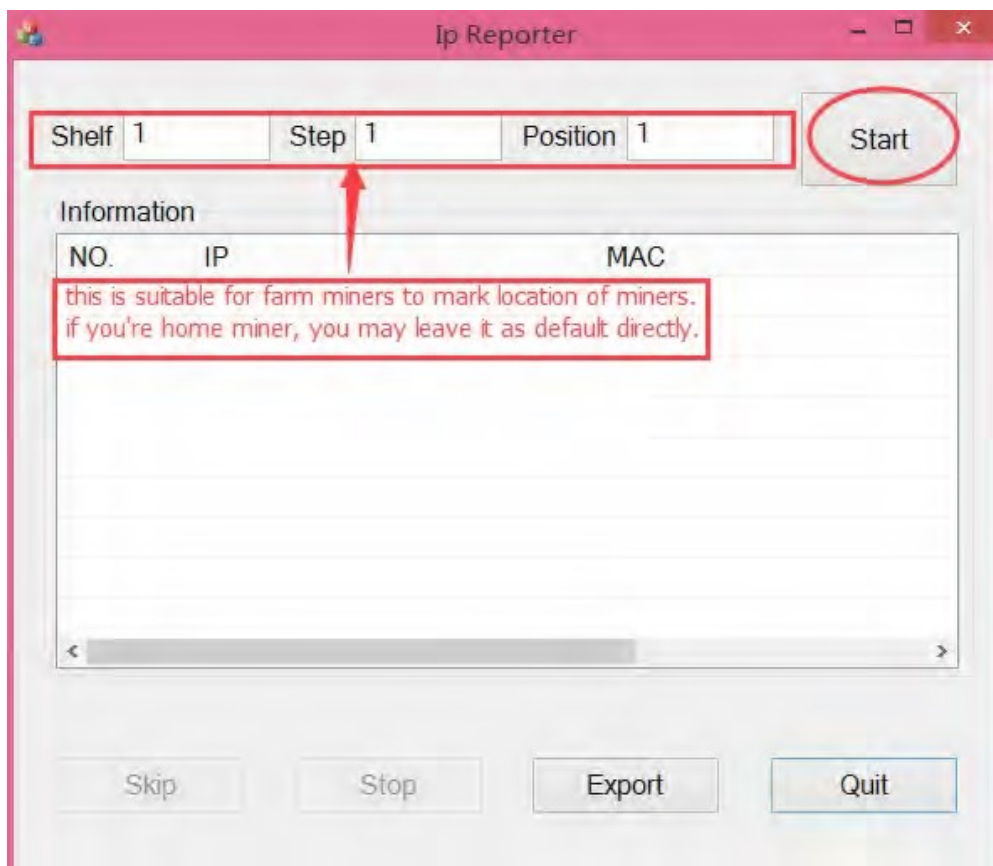 Ip Reporter
Shelf 1 Step 1 Position 1 Start
Information
NO. IP MAC
this is suitable for farm miners to mark location of miners.
if you're home miner, you may leave it as default directly.
Skip Stop Export Quit